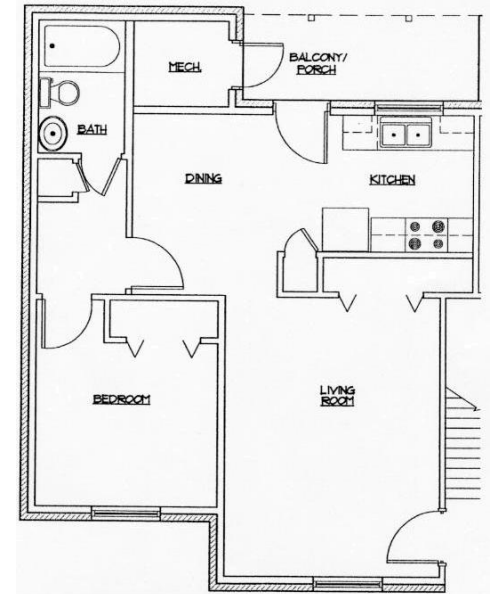 MECH.
BALCONY/
PORCH
BATH
DINING
KITCHEN
BEDROOM
LIVING
ROOM